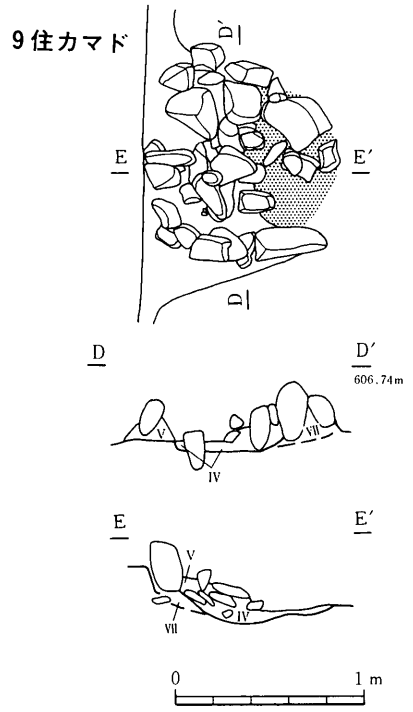 9住カマド
D′
E E′
D
D D′
606.74m
V VII
IV
E E′
V
VII IV
0 1 m